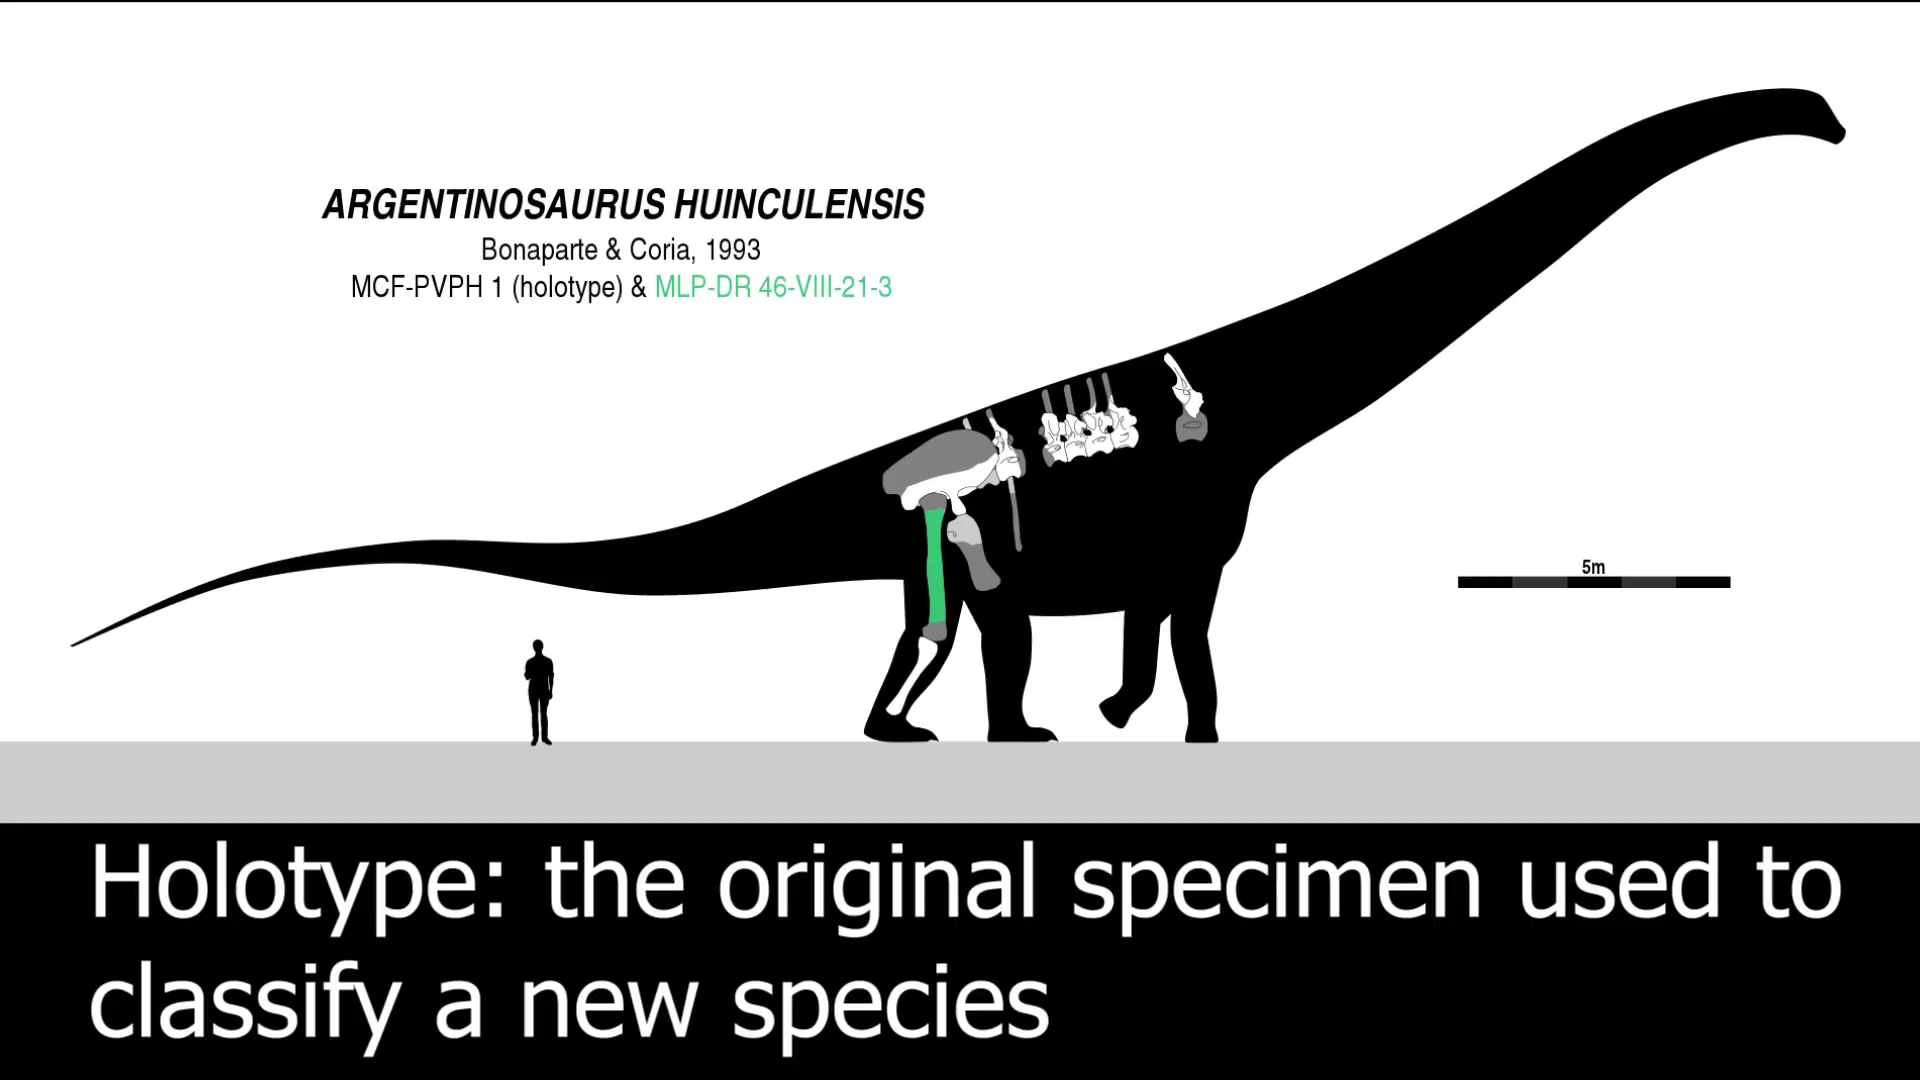 ARGENTINOSAURUS HUINCULENSIS
Bonaparte & Coria, 1993
MCF-PVPH 1 (holotype) & MLP-DR 46-VIII-21-3
5m
Holotype: the original specimen used to
classify a new species